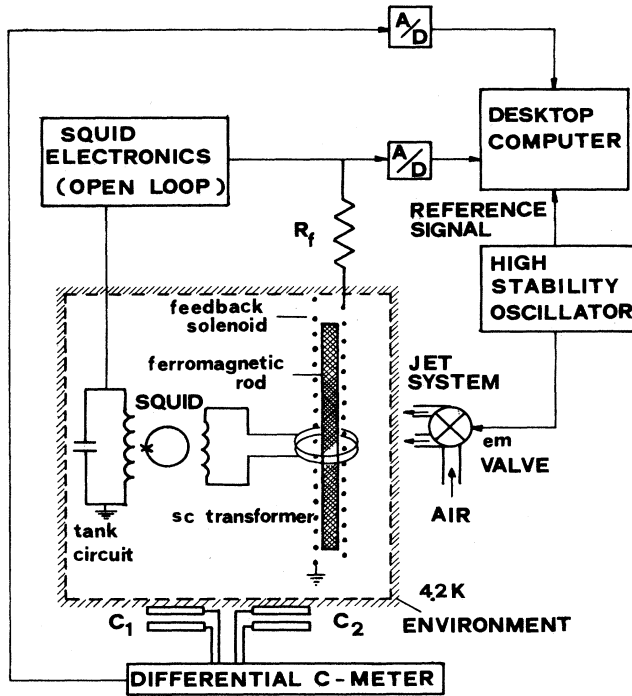 A/D
SQUID
ELECTRONICS
(OPEN LOOP)
A/D
DESKTOP
COMPUTER
REFERENCE
SIGNAL
R_f
HIGH
STABILITY
OSCILLATOR
feedback
solenoid
ferromagnetic
rod
SQUID
JET
SYSTEM
em
VALVE
AIR
sc transformer
tank
circuit
4.2 K
ENVIRONMENT
C_1
C_2
DIFFERENTIAL C-METER